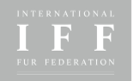 INTERNATIONAL
IFF
FUR FEDERATION